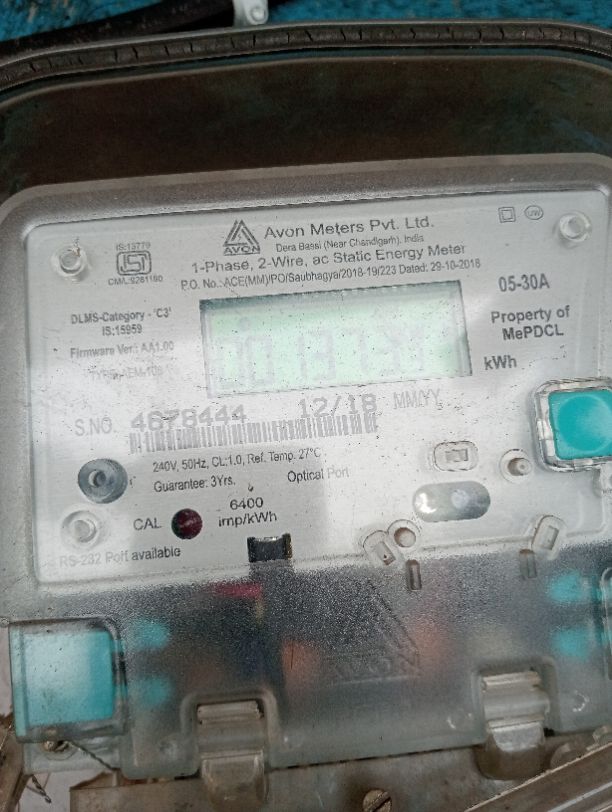 Avon Meters Pvt. Ltd.
AVON
Dera Bassi (Near Chandigarh), India
IS:13779
1-Phase, 2-Wire, ac Static Energy Meter
P.O. No.: ACE(MM)/PO/Saubhagya/2018-19/223 Dated: 29-10-2018
05-30A
DLMS-Category - 'C3'
IS:15959
Property of
MePDCL
Firmware Ver.: AA1.00
kWh
S.NO. 4678444 12/18 MM/YY
240V, 50Hz, CL:1.0, Ref. Temp. 27°C
Guarantee: 3Yrs.
Optical Port
CAL
6400
imp/kWh
RS-232 Port available
AVON